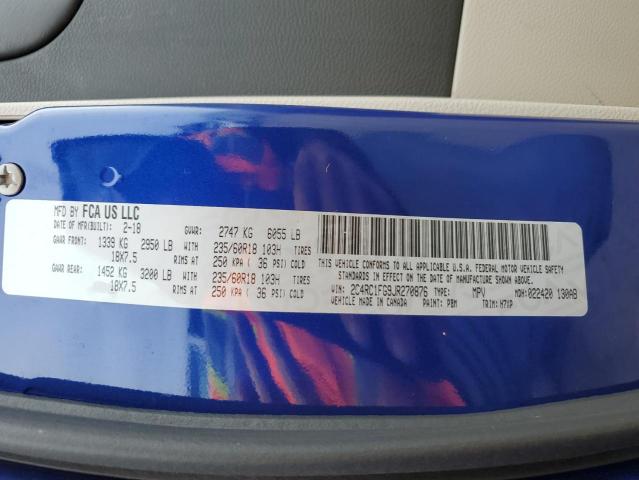 MFD BY FCA US LLC
DATE OF MFR(BUILT): 2-18 GVWR: 2747 KG 6055 LB
GAWR FRONT: 1339 KG 2950 LB WITH 235/60R18 103H TIRES
18X7.5 RIMS AT 250 KPA ( 36 PSI) COLD
GAWR REAR: 1452 KG 3200 LB WITH 235/60R18 103H TIRES
18X7.5 RIMS AT 250 KPA ( 36 PSI) COLD
THIS VEHICLE CONFORMS TO ALL APPLICABLE U.S.A. FEDERAL MOTOR VEHICLE SAFETY
STANDARDS IN EFFECT ON THE DATE OF MANUFACTURE SHOWN ABOVE.
VIN: 2C4RC1FG9JR270876 TYPE: MPV MDH:022420 130AB
VEHICLE MADE IN CANADA PAINT: PBM TRIM:H7XP